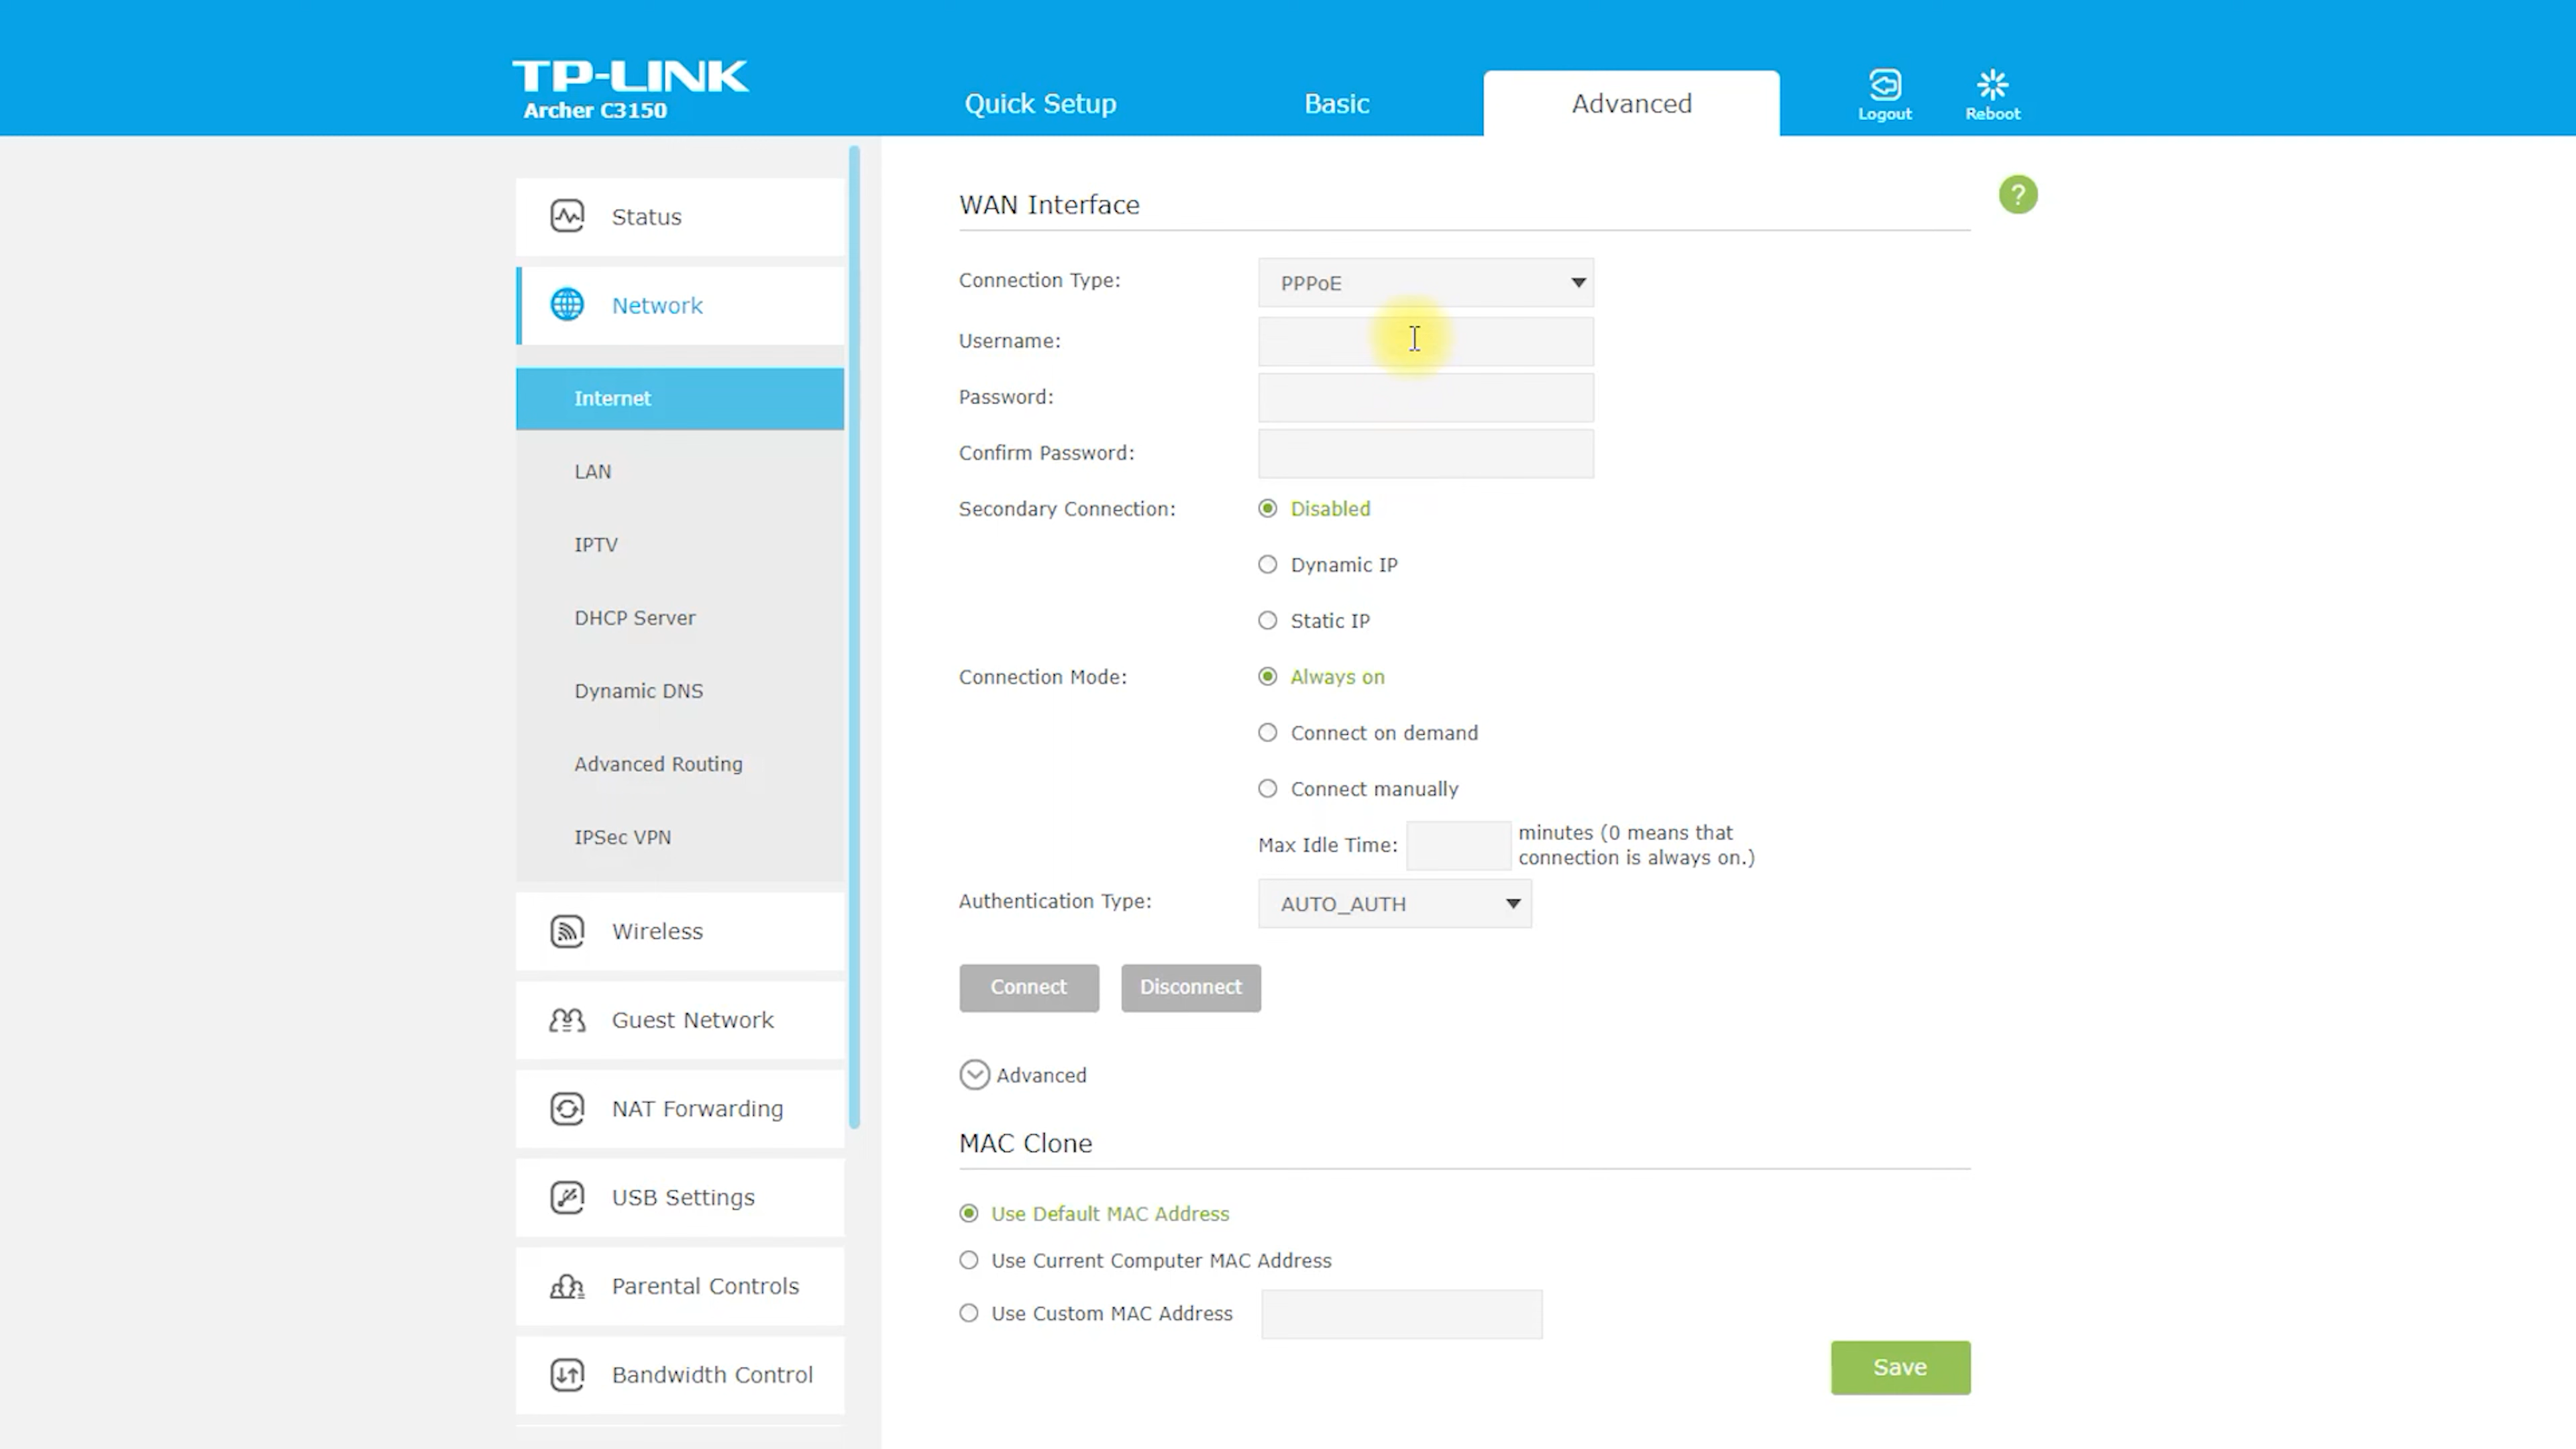 TP-LINK
Archer C3150
Quick Setup
Basic
Advanced
Logout
Reboot
Status
Network
Internet
LAN
IPTV
DHCP Server
Dynamic DNS
Advanced Routing
IPSec VPN
Wireless
Guest Network
NAT Forwarding
USB Settings
Parental Controls
Bandwidth Control
WAN Interface
?
Connection Type: PPPoE
Username:
Password:
Confirm Password:
Secondary Connection: Disabled
Dynamic IP
Static IP
Connection Mode: Always on
Connect on demand
Connect manually
Max Idle Time: minutes (0 means that
connection is always on.)
Authentication Type: AUTO_AUTH
Connect Disconnect
Advanced
MAC Clone
Use Default MAC Address
Use Current Computer MAC Address
Use Custom MAC Address
Save